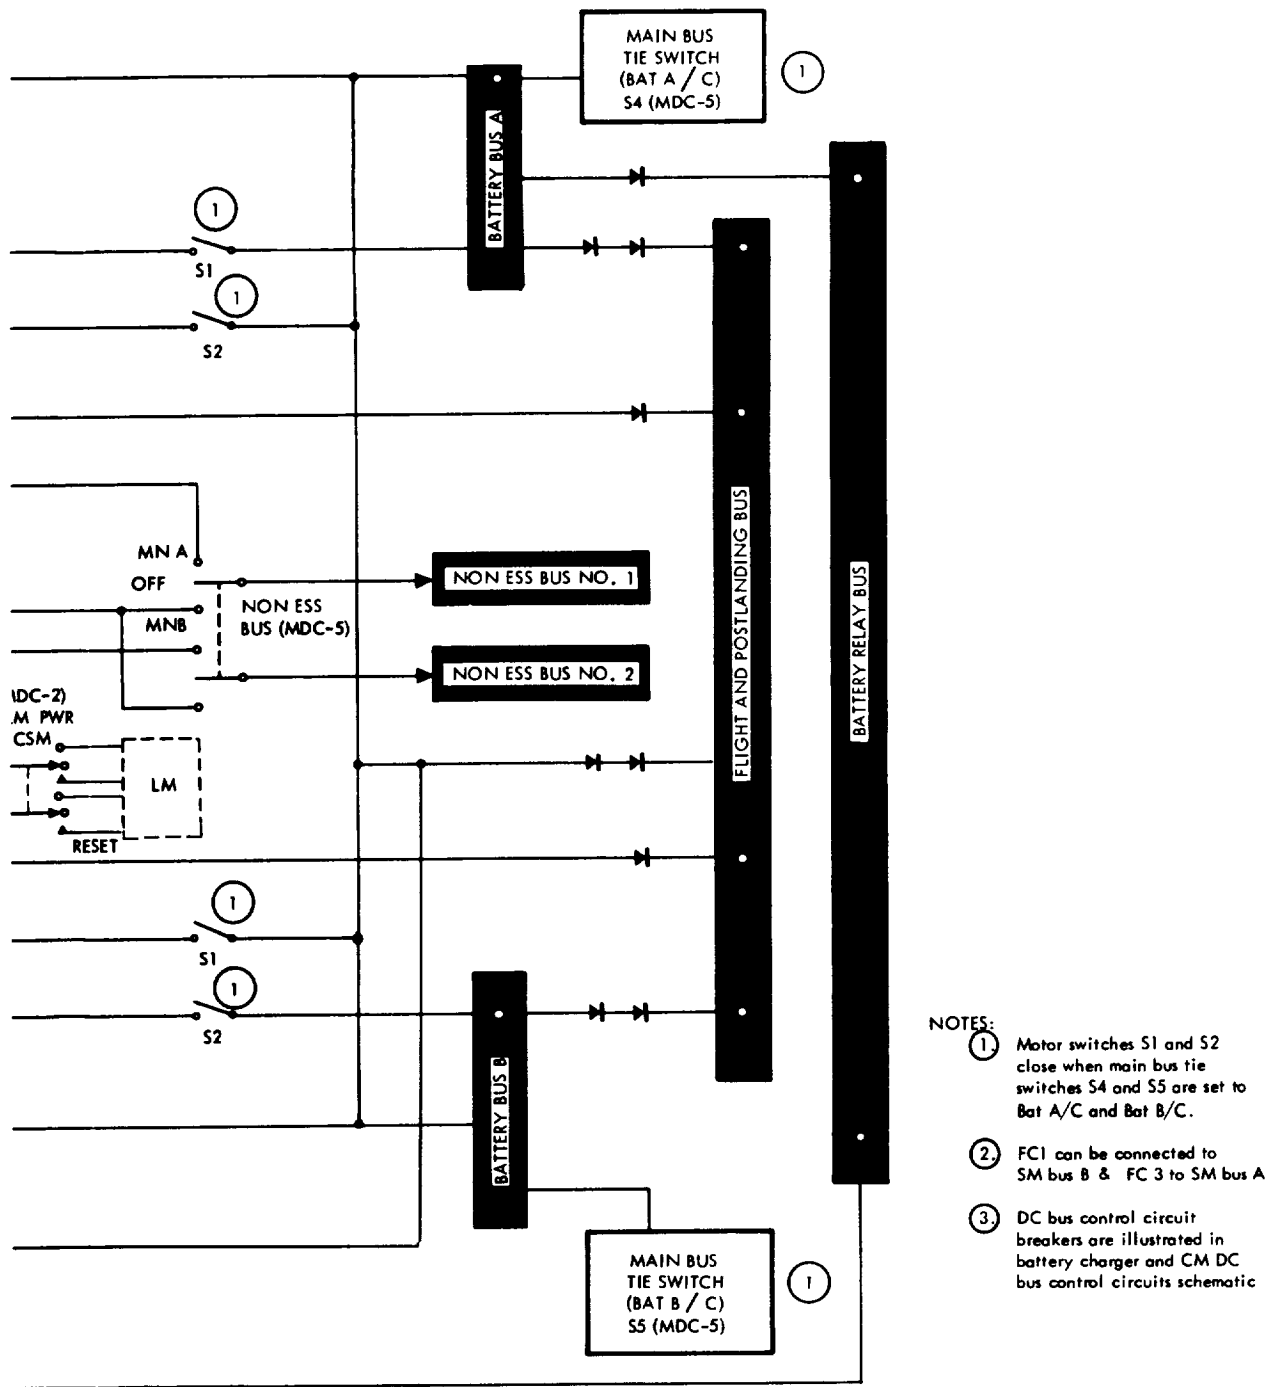 MAIN BUS
TIE SWITCH
(BAT A / C)
S4 (MDC-5)
1
BATTERY BUS A
1
S1
1
S2
MN A
OFF
MNB
NON ESS
BUS (MDC-5)
NON ESS BUS NO. 1
NON ESS BUS NO. 2
FLIGHT AND POSTLANDING BUS
BATTERY RELAY BUS
DC-2)
M PWR
CSM
LM
RESET
1
S1
1
S2
BATTERY BUS B
MAIN BUS
TIE SWITCH
(BAT B / C)
S5 (MDC-5)
1
NOTES:
1. Motor switches S1 and S2
close when main bus tie
switches S4 and S5 are set to
Bat A/C and Bat B/C.
2. FC1 can be connected to
SM bus B & FC 3 to SM bus A
3. DC bus control circuit
breakers are illustrated in
battery charger and CM DC
bus control circuits schematic